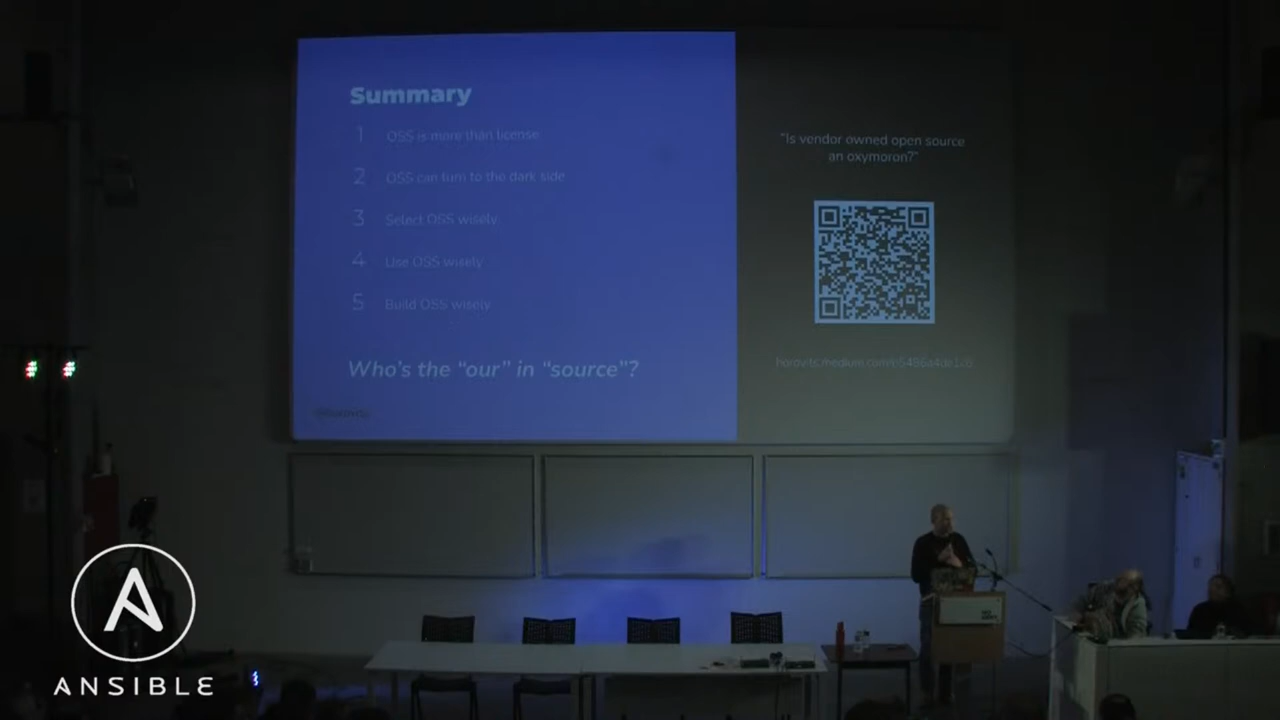 Summary
1 OSS is more than license
2 OSS can turn to the dark side
3 Select OSS wisely
4 Use OSS wisely
5 Build OSS wisely
Who's the "our" in "source"?
"Is vendor owned open source
an oxymoron?"
ANSIBLE